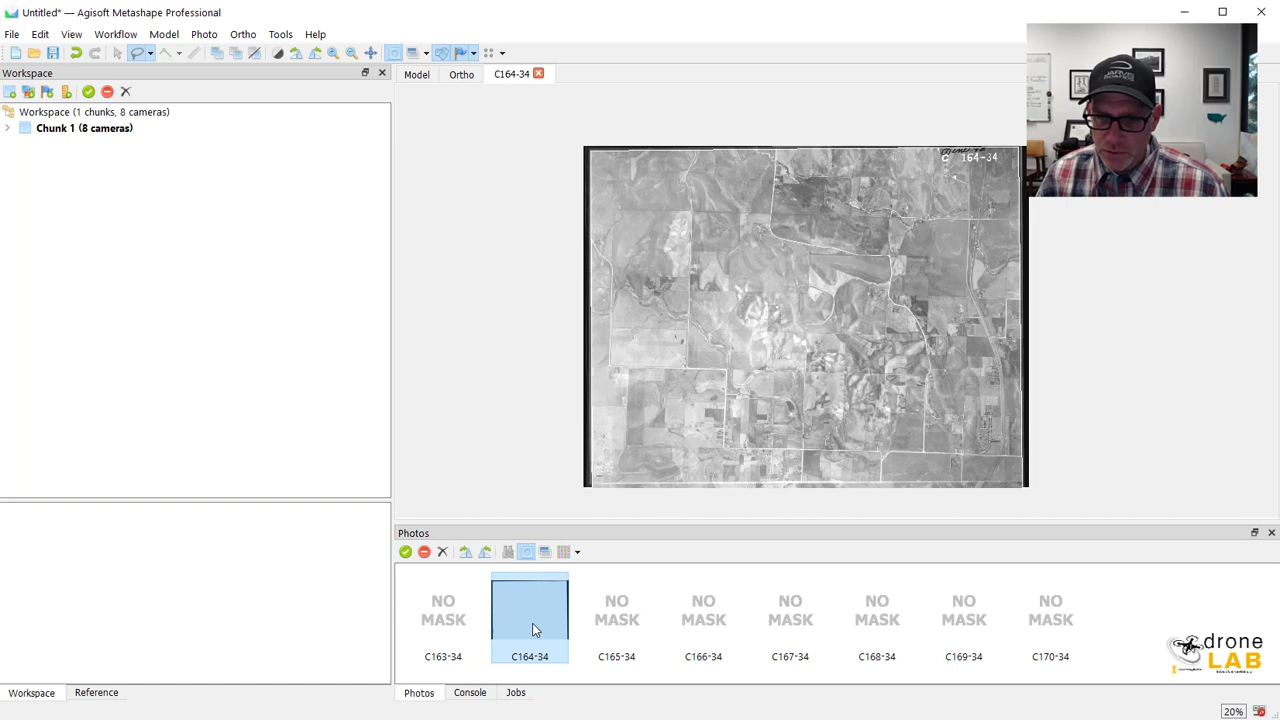 Untitled* — Agisoft Metashape Professional
File Edit View Workflow Model Photo Ortho Tools Help
Workspace
Model Ortho C164-34
Workspace (1 chunks, 8 cameras)
Chunk 1 (8 cameras)
C 164-34
JARVIS
Photos
NO MASK NO MASK NO MASK NO MASK NO MASK NO MASK NO MASK
C163-34 C164-34 C165-34 C166-34 C167-34 C168-34 C169-34 C170-34
drone
LAB
Workspace Reference
Photos Console Jobs
20%